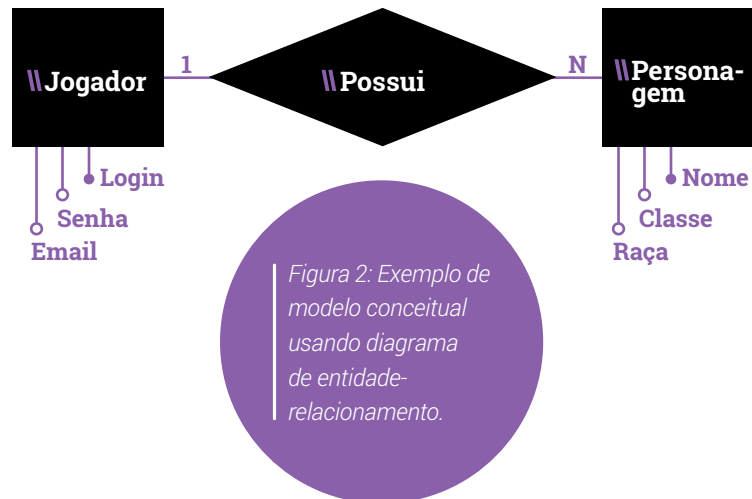 \\Jogador
1
\\Possui
N
\\Persona-
gem
Login
Senha
Email
Nome
Classe
Raça
Figura 2: Exemplo de
modelo conceitual
usando diagrama
de entidade-
relacionamento.